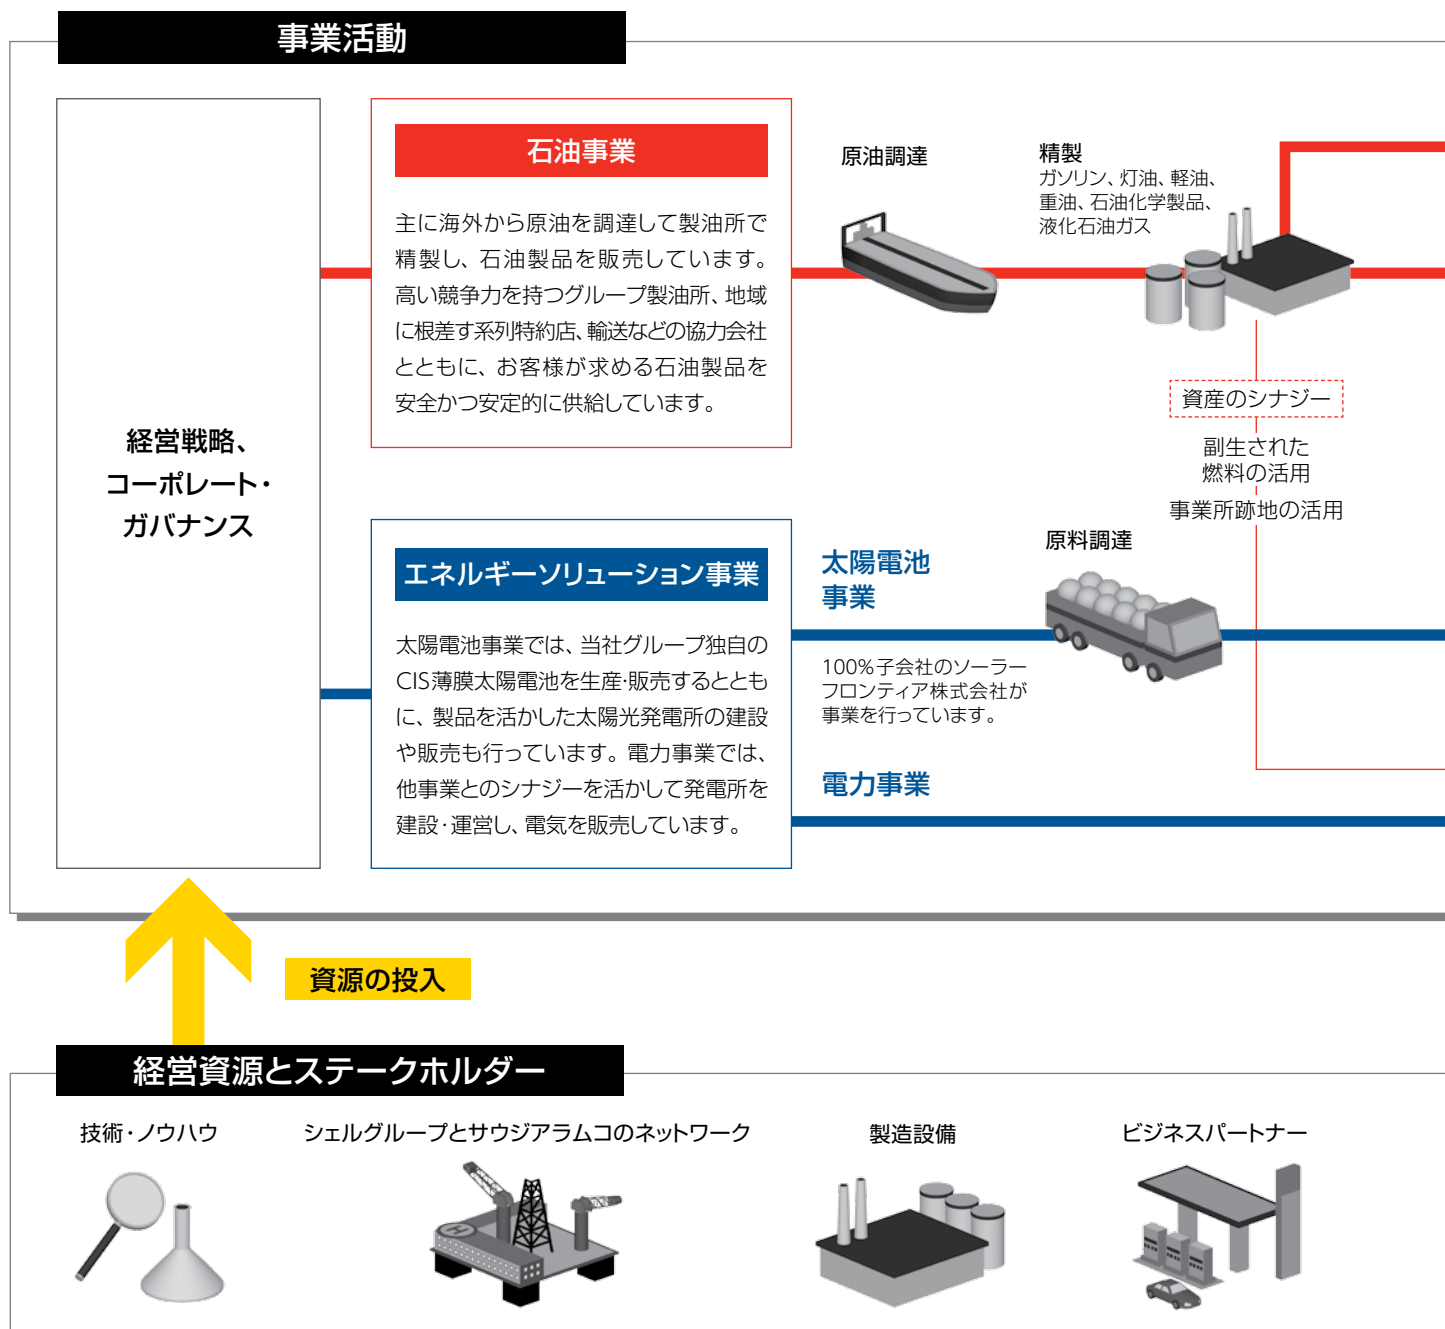 事業活動
経営戦略、
コーポレート・
ガバナンス
石油事業
主に海外から原油を調達して製油所で
精製し、石油製品を販売しています。
高い競争力を持つグループ製油所、地域
に根差す系列特約店、輸送などの協力会社
とともに、お客様が求める石油製品を
安全かつ安定的に供給しています。
原油調達
精製
ガソリン、灯油、軽油、
重油、石油化学製品、
液化石油ガス
資産のシナジー
副生された
燃料の活用
事業所跡地の活用
エネルギーソリューション事業
太陽電池事業では、当社グループ独自の
CIS薄膜太陽電池を生産・販売するととも
に、製品を活かした太陽光発電所の建設
や販売も行っています。電力事業では、
他事業とのシナジーを活かして発電所を
建設・運営し、電気を販売しています。
太陽電池
事業
原料調達
100%子会社のソーラー
フロンティア株式会社が
事業を行っています。
電力事業
資源の投入
経営資源とステークホルダー
技術・ノウハウ
シェルグループとサウジアラムコのネットワーク
製造設備
ビジネスパートナー
H